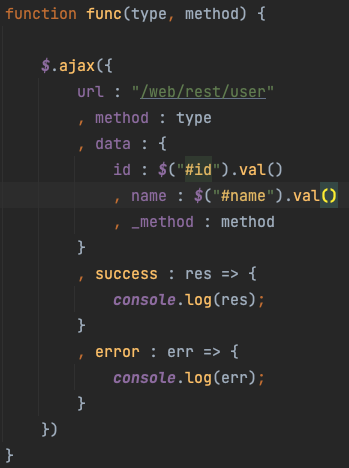 function func(type, method) {
$.ajax({
url : "/web/rest/user"
, method : type
, data : {
id : $("#id").val()
, name : $("#name").val()
, _method : method
}
, success : res => {
console.log(res);
}
, error : err => {
console.log(err);
}
})
}